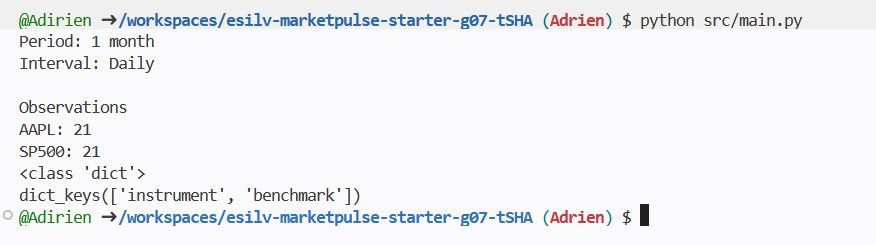 @Adirien ➜/workspaces/esilv-marketpulse-starter-g07-tSHA (Adrien) $ python src/main.py
Period: 1 month
Interval: Daily
Observations
AAPL: 21
SP500: 21
<class 'dict'>
dict_keys(['instrument', 'benchmark'])
@Adirien ➜/workspaces/esilv-marketpulse-starter-g07-tSHA (Adrien) $